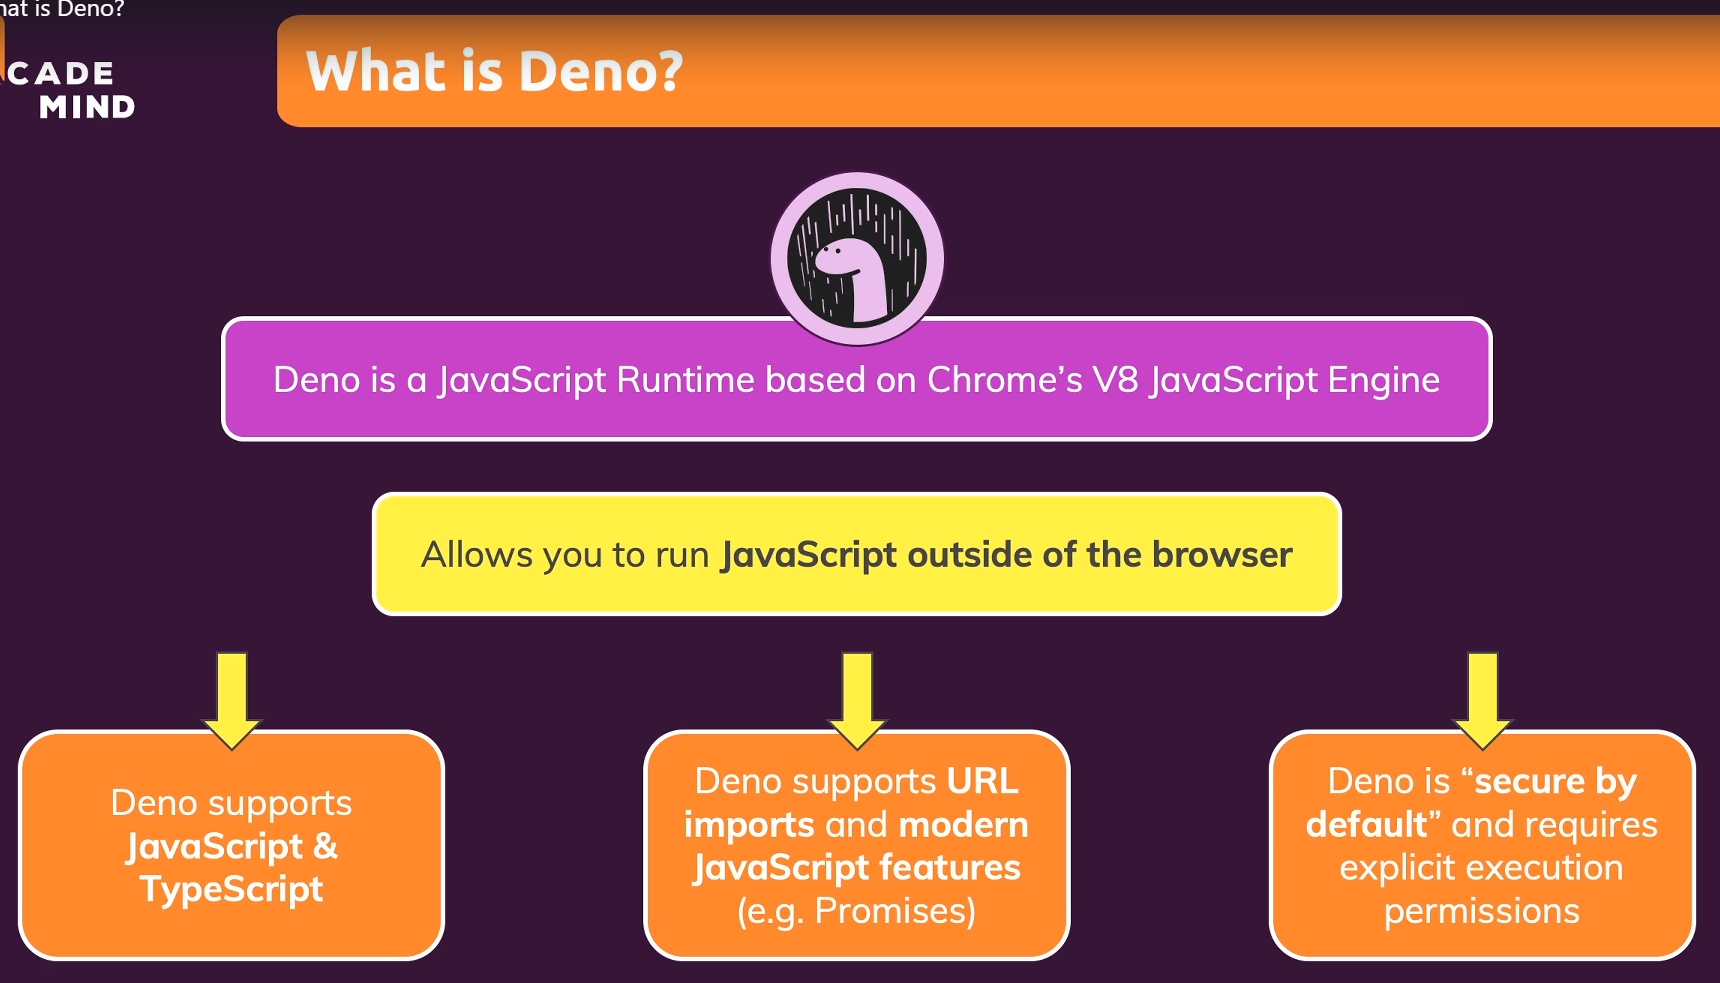 hat is Deno?
CADE
MIND
What is Deno?
Deno is a JavaScript Runtime based on Chrome’s V8 JavaScript Engine
Allows you to run JavaScript outside of the browser
Deno supports
JavaScript &
TypeScript
Deno supports URL
imports and modern
JavaScript features
(e.g. Promises)
Deno is “secure by
default” and requires
explicit execution
permissions